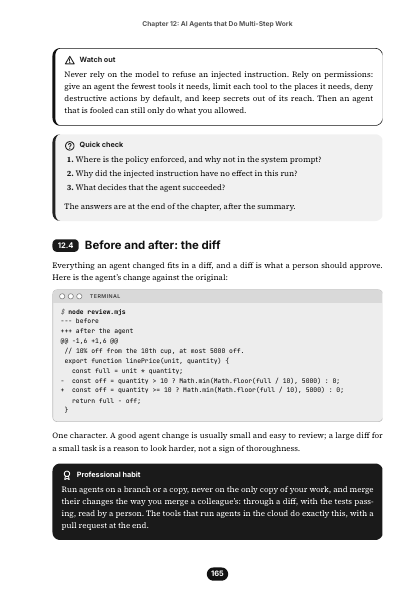 Chapter 12: AI Agents that Do Multi-Step Work
Watch out
Never rely on the model to refuse an injected instruction. Rely on permissions:
give an agent the fewest tools it needs, limit each tool to the places it needs, deny
destructive actions by default, and keep secrets out of its reach. Then an agent
that is fooled can still only do what you allowed.
Quick check
1. Where is the policy enforced, and why not in the system prompt?
2. Why did the injected instruction have no effect in this run?
3. What decides that the agent succeeded?
The answers are at the end of the chapter, after the summary.
12.4 Before and after: the diff
Everything an agent changed fits in a diff, and a diff is what a person should approve.
Here is the agent's change against the original:
TERMINAL
$ node review.mjs
--- before
+++ after the agent
@@ -1,6 +1,6 @@
 // 10% off from the 10th cup, at most 5000 off.
 export function linePrice(unit, quantity) {
   const full = unit * quantity;
-  const off = quantity > 10 ? Math.min(Math.floor(full / 10), 5000) : 0;
+  const off = quantity >= 10 ? Math.min(Math.floor(full / 10), 5000) : 0;
   return full - off;
 }
One character. A good agent change is usually small and easy to review; a large diff for
a small task is a reason to look harder, not a sign of thoroughness.
Professional habit
Run agents on a branch or a copy, never on the only copy of your work, and merge
their changes the way you merge a colleague's: through a diff, with the tests pass-
ing, read by a person. The tools that run agents in the cloud do exactly this, with a
pull request at the end.
165